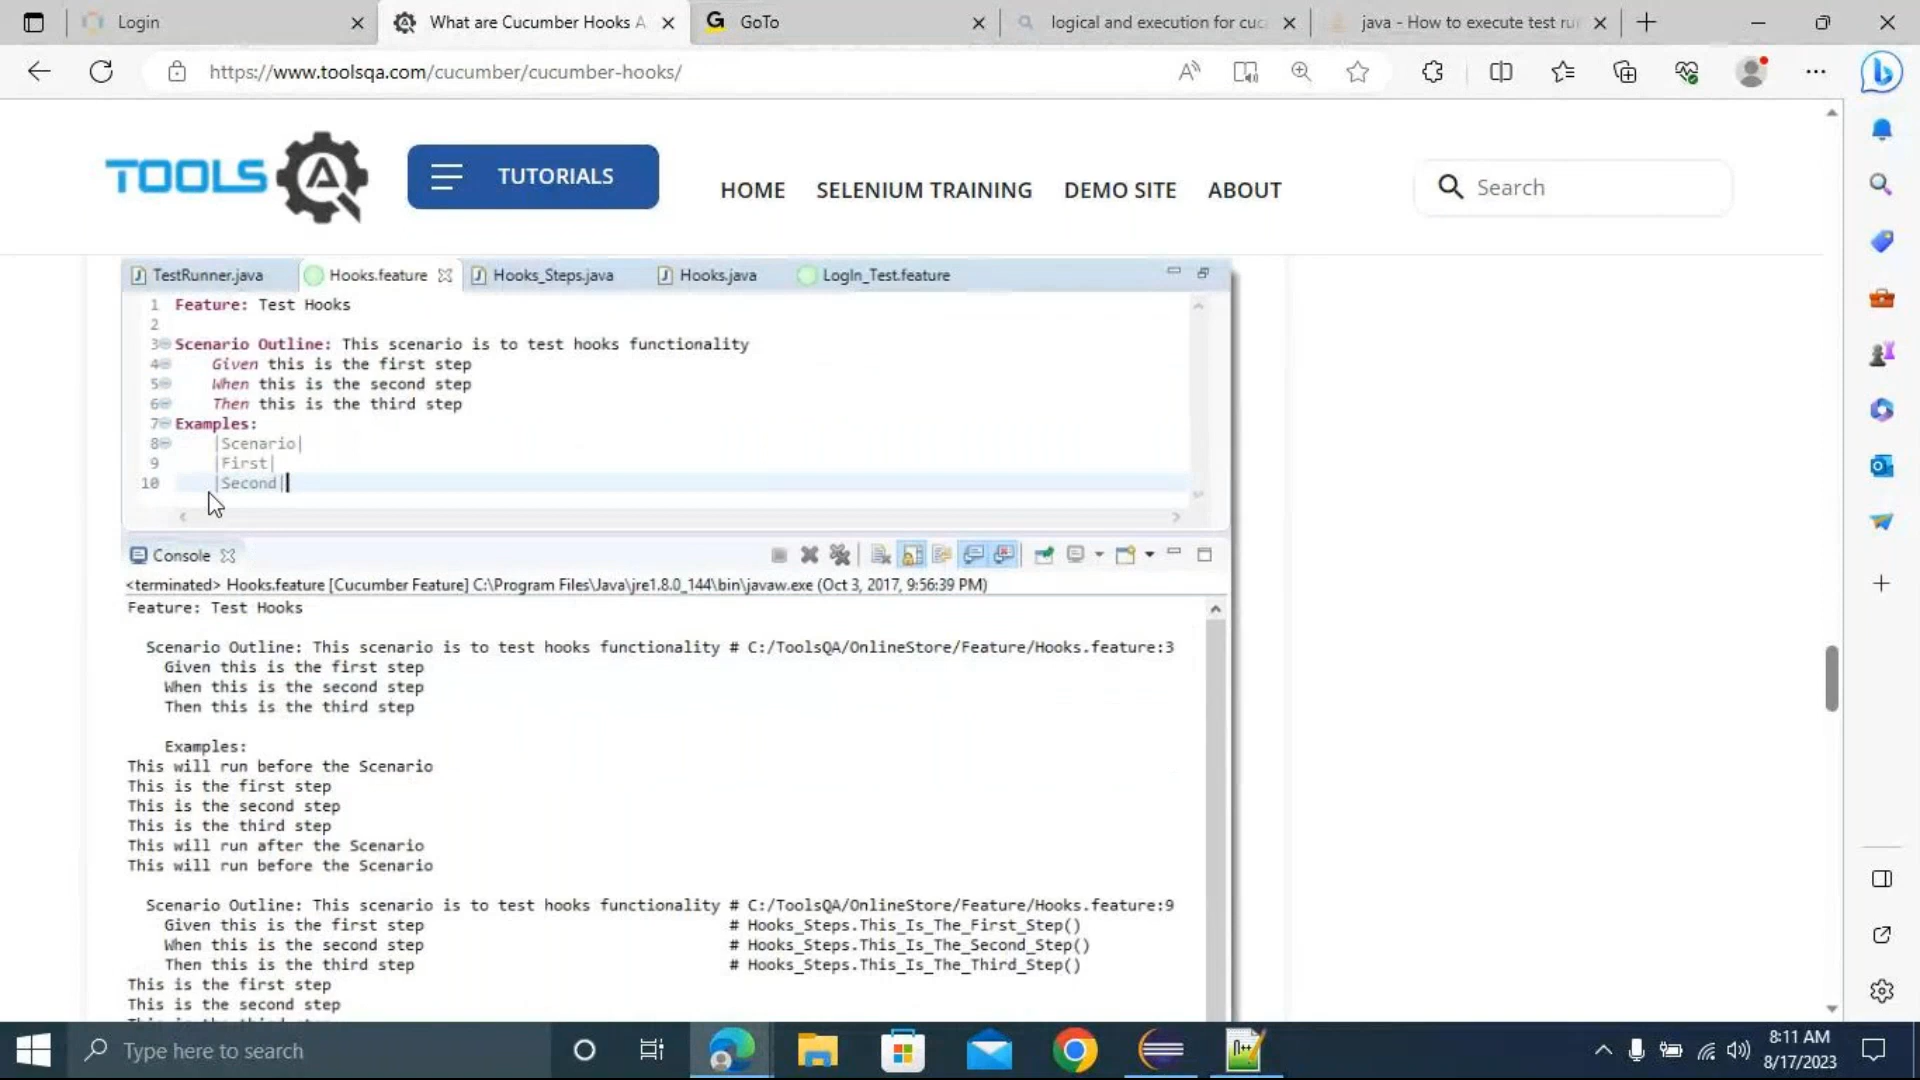 Login
What are Cucumber Hooks A
GoTo
logical and execution for cuc
java - How to execute test ru
https://www.toolsqa.com/cucumber/cucumber-hooks/
TOOLS QA
TUTORIALS
HOME
SELENIUM TRAINING
DEMO SITE
ABOUT
Search
TestRunner.java
Hooks.feature
Hooks_Steps.java
Hooks.java
LogIn_Test.feature
1 Feature: Test Hooks
2
3 Scenario Outline: This scenario is to test hooks functionality
4 Given this is the first step
5 When this is the second step
6 Then this is the third step
7 Examples:
8 |Scenario|
9 |First|
10 |Second|
Console
<terminated> Hooks.feature [Cucumber Feature] C:\Program Files\Java\jre1.8.0_144\bin\javaw.exe (Oct 3, 2017, 9:56:39 PM)
Feature: Test Hooks
Scenario Outline: This scenario is to test hooks functionality # C:/ToolsQA/OnlineStore/Feature/Hooks.feature:3
Given this is the first step
When this is the second step
Then this is the third step
Examples:
This will run before the Scenario
This is the first step
This is the second step
This is the third step
This will run after the Scenario
This will run before the Scenario
Scenario Outline: This scenario is to test hooks functionality # C:/ToolsQA/OnlineStore/Feature/Hooks.feature:9
Given this is the first step # Hooks_Steps.This_Is_The_First_Step()
When this is the second step # Hooks_Steps.This_Is_The_Second_Step()
Then this is the third step # Hooks_Steps.This_Is_The_Third_Step()
This is the first step
This is the second step
Type here to search
8:11 AM
8/17/2023